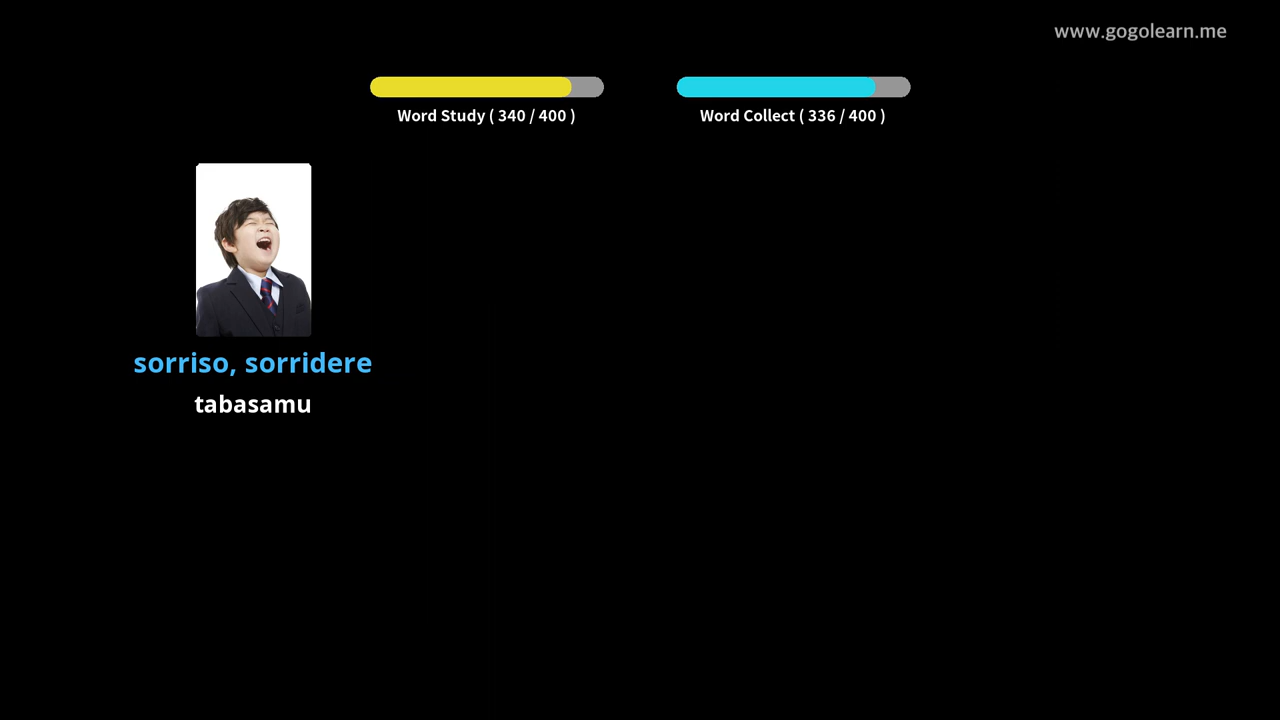 www.gogolearn.me
Word Study ( 340 / 400 )
Word Collect ( 336 / 400 )
sorriso, sorridere
tabasamu